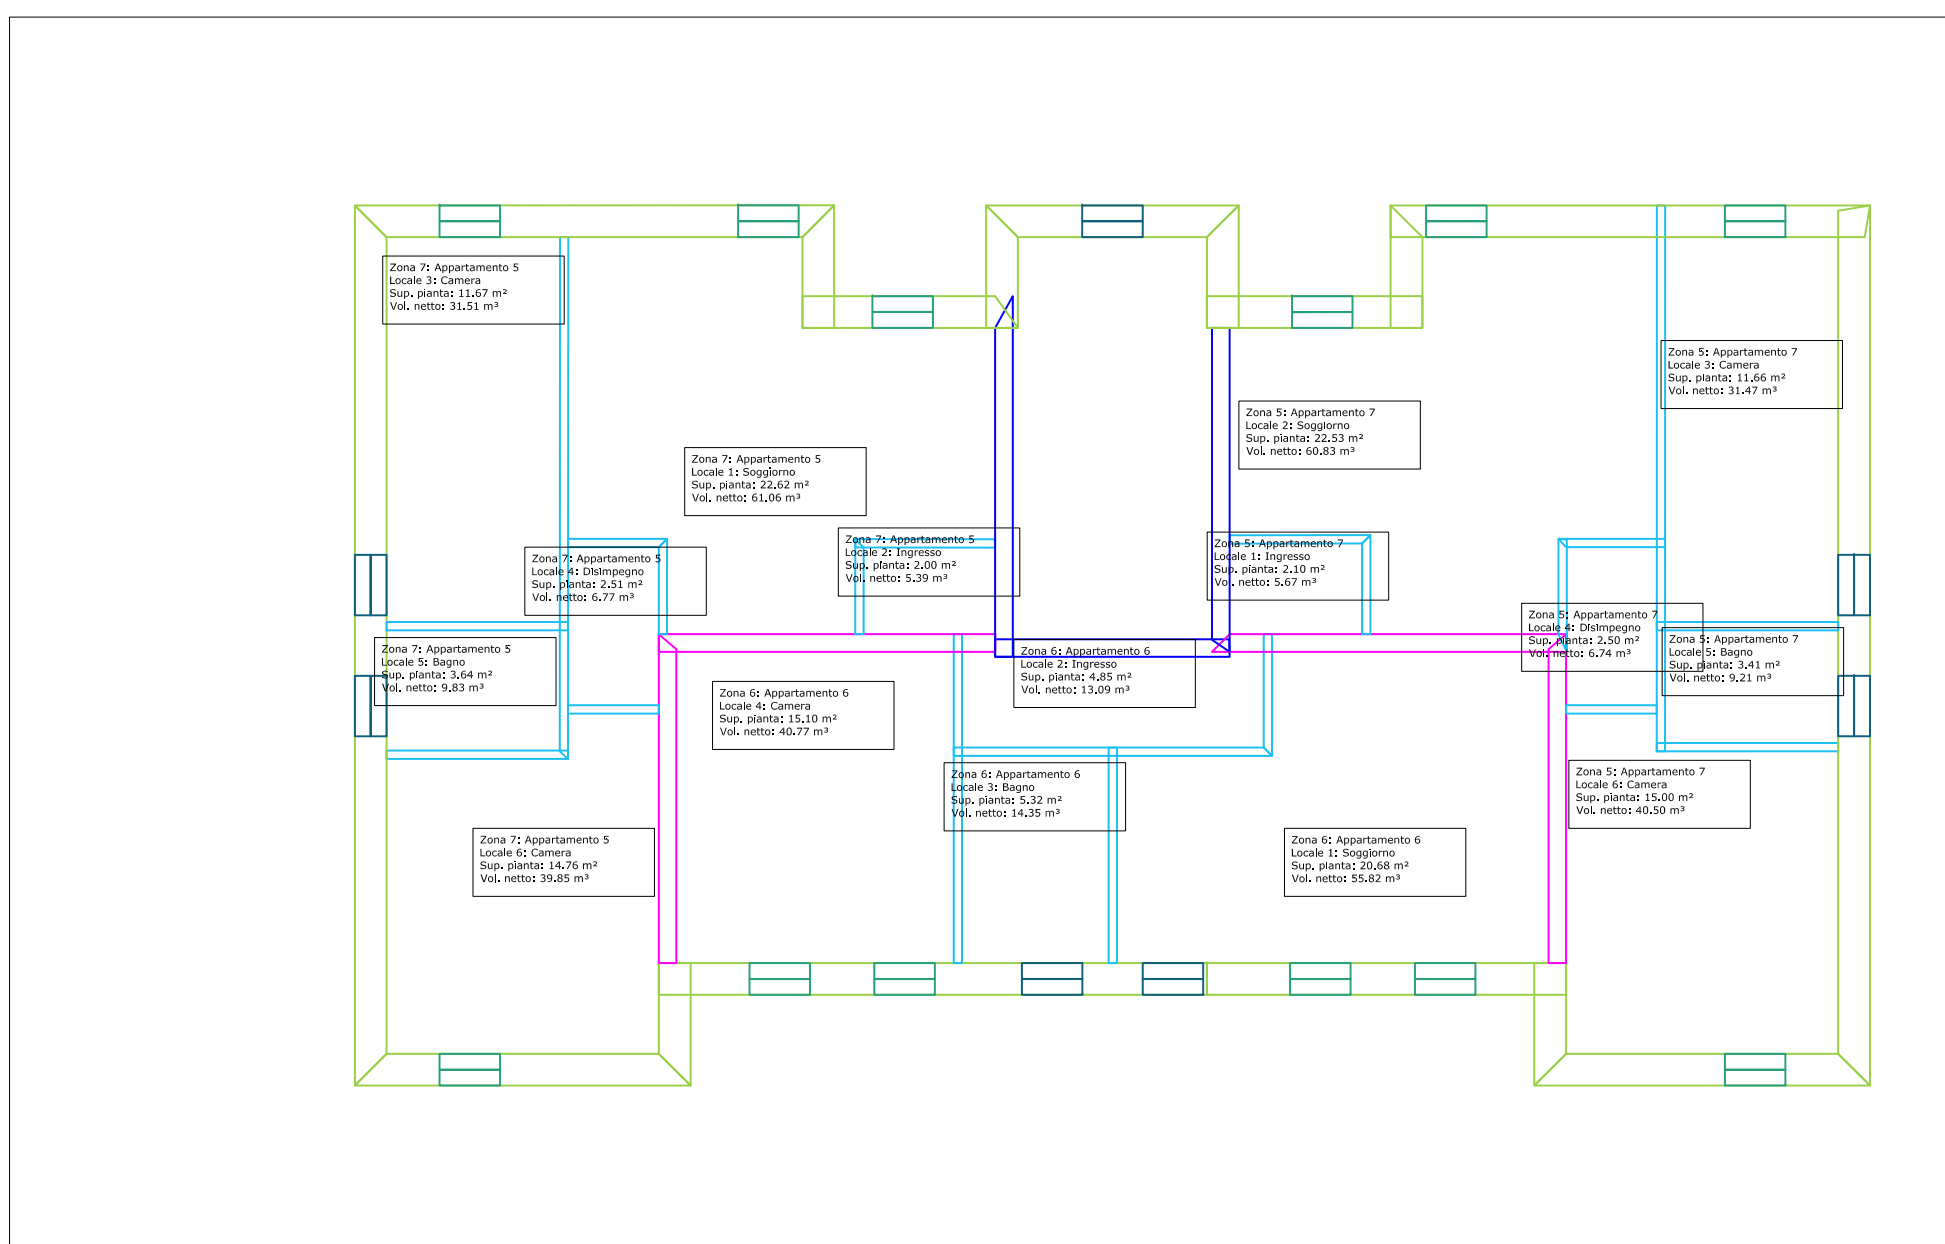 Zona 7: Appartamento 5
Locale 3: Camera
Sup. pianta: 11.67 m²
Vol. netto: 31.51 m³
Zona 5: Appartamento 7
Locale 3: Camera
Sup. pianta: 11.66 m²
Vol. netto: 31.47 m³
Zona 5: Appartamento 7
Locale 2: Soggiorno
Sup. pianta: 22.53 m²
Vol. netto: 60.83 m³
Zona 7: Appartamento 5
Locale 1: Soggiorno
Sup. pianta: 22.62 m²
Vol. netto: 61.06 m³
Zona 7: Appartamento 5
Locale 2: Ingresso
Sup. pianta: 2.00 m²
Vol. netto: 5.39 m³
Zona 5: Appartamento 7
Locale 1: Ingresso
Sup. pianta: 2.10 m²
Vol. netto: 5.67 m³
Zona 7: Appartamento 5
Locale 4: Disimpegno
Sup. pianta: 2.51 m²
Vol. netto: 6.77 m³
Zona 5: Appartamento 7
Locale 4: Disimpegno
Sup. pianta: 2.50 m²
Vol. netto: 6.74 m³
Zona 5: Appartamento 7
Locale 5: Bagno
Sup. pianta: 3.41 m²
Vol. netto: 9.21 m³
Zona 7: Appartamento 5
Locale 5: Bagno
Sup. pianta: 3.64 m²
Vol. netto: 9.83 m³
Zona 6: Appartamento 6
Locale 2: Ingresso
Sup. pianta: 4.85 m²
Vol. netto: 13.09 m³
Zona 6: Appartamento 6
Locale 4: Camera
Sup. pianta: 15.10 m²
Vol. netto: 40.77 m³
Zona 6: Appartamento 6
Locale 3: Bagno
Sup. pianta: 5.32 m²
Vol. netto: 14.35 m³
Zona 5: Appartamento 7
Locale 6: Camera
Sup. pianta: 15.00 m²
Vol. netto: 40.50 m³
Zona 7: Appartamento 5
Locale 6: Camera
Sup. pianta: 14.76 m²
Vol. netto: 39.85 m³
Zona 6: Appartamento 6
Locale 1: Soggiorno
Sup. pianta: 20.68 m²
Vol. netto: 55.82 m³